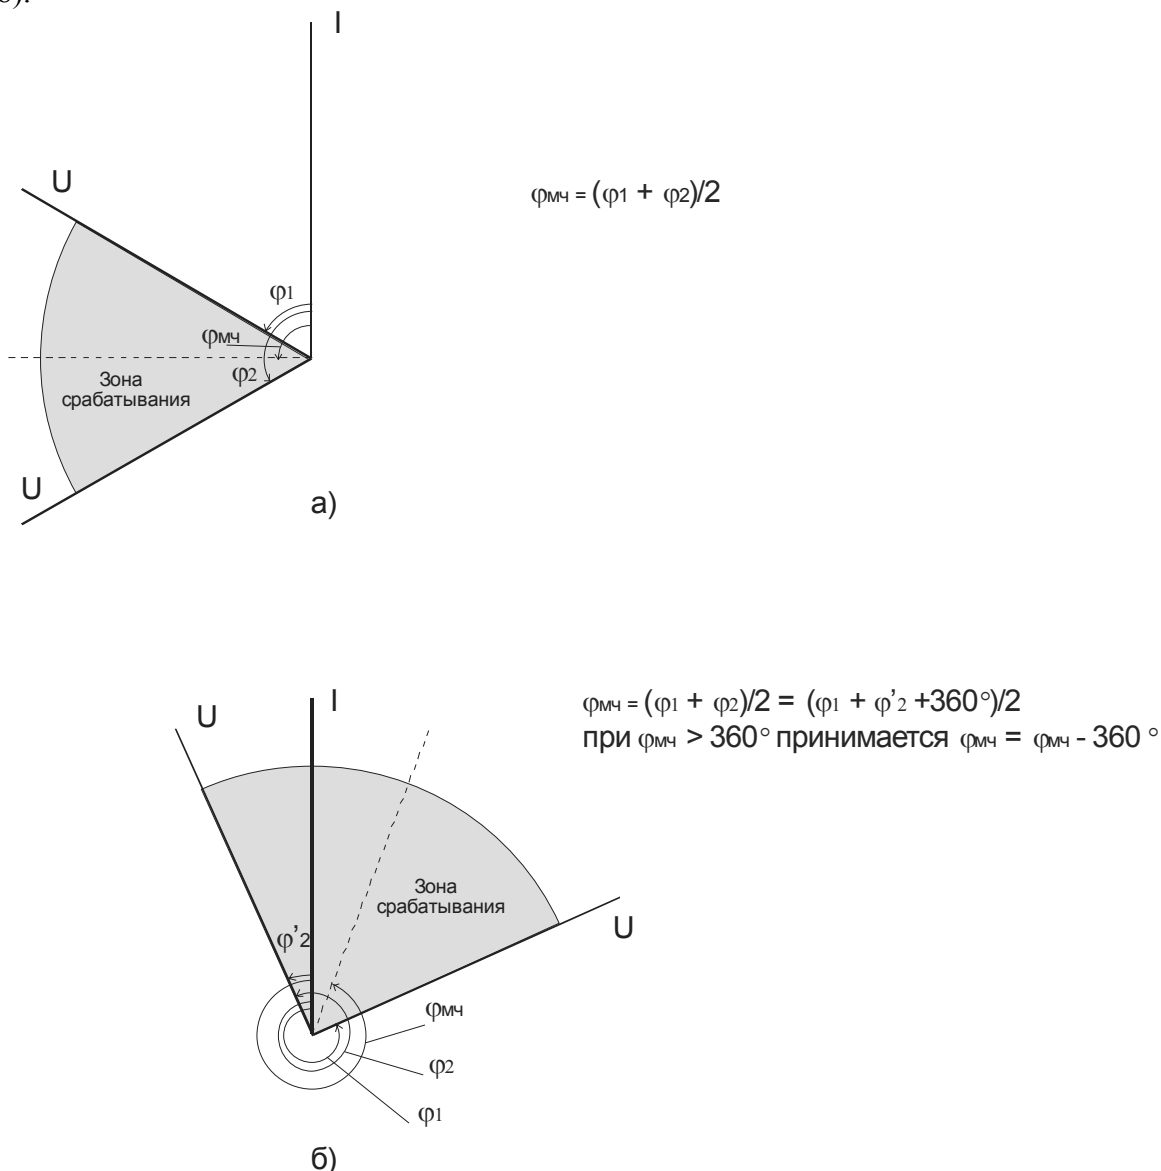 б).
I
U
φмч = (φ1 + φ2)/2
φ1
φмч
φ2
Зона
срабатывания
U
а)
I
U
φмч = (φ1 + φ2)/2 = (φ1 + φ’2 +360°)/2
при φмч > 360° принимается φмч = φмч - 360 °
Зона
срабатывания
U
φ’2
φмч
φ2
φ1
б)